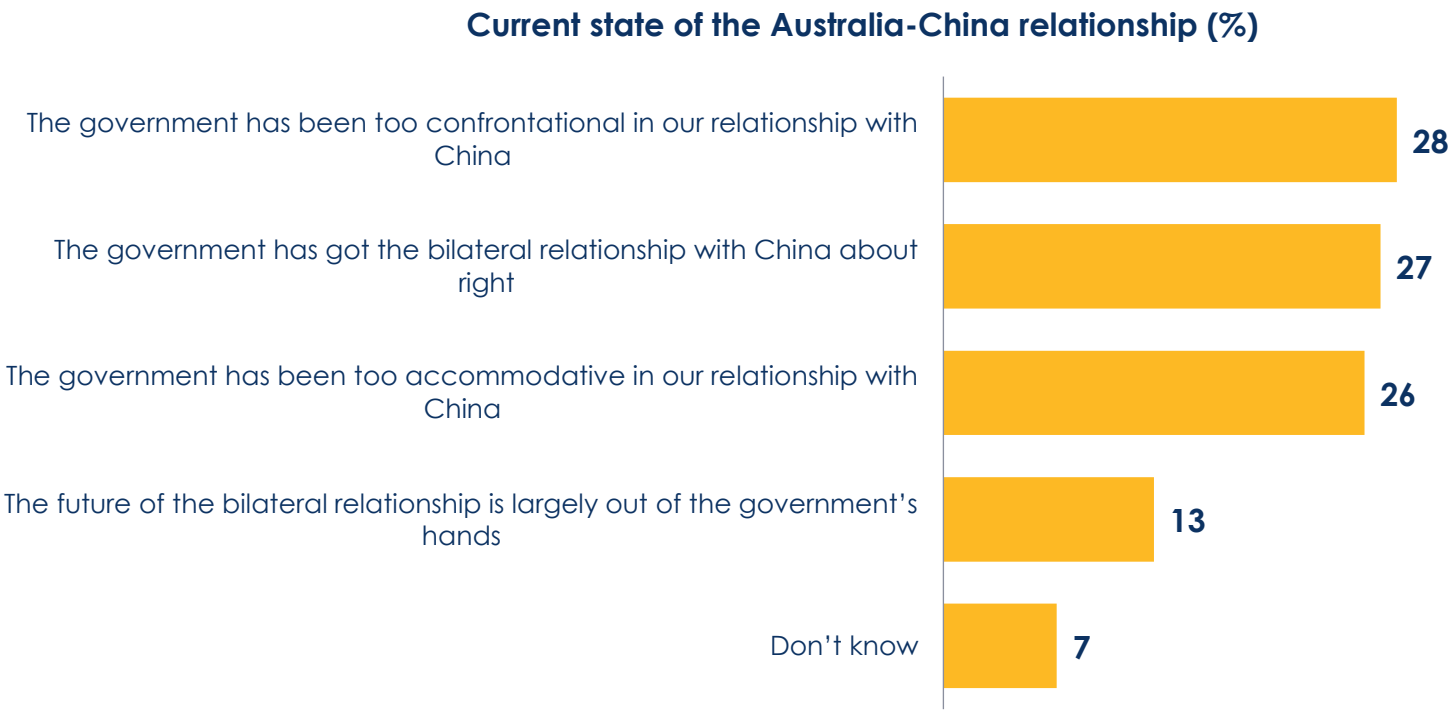 Current state of the Australia-China relationship (%)
The government has been too confrontational in our relationship with
China
28
The government has got the bilateral relationship with China about
right
27
The government has been too accommodative in our relationship with
China
26
The future of the bilateral relationship is largely out of the government’s
hands
13
Don’t know
7